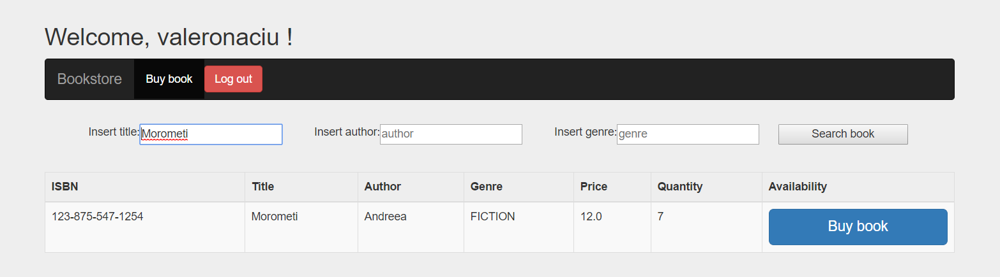 Welcome, valeronaciu !
Bookstore Buy book Log out
Insert title: Morometi Insert author: author Insert genre: genre Search book
ISBN Title Author Genre Price Quantity Availability
123-875-547-1254 Morometi Andreea FICTION 12.0 7 Buy book